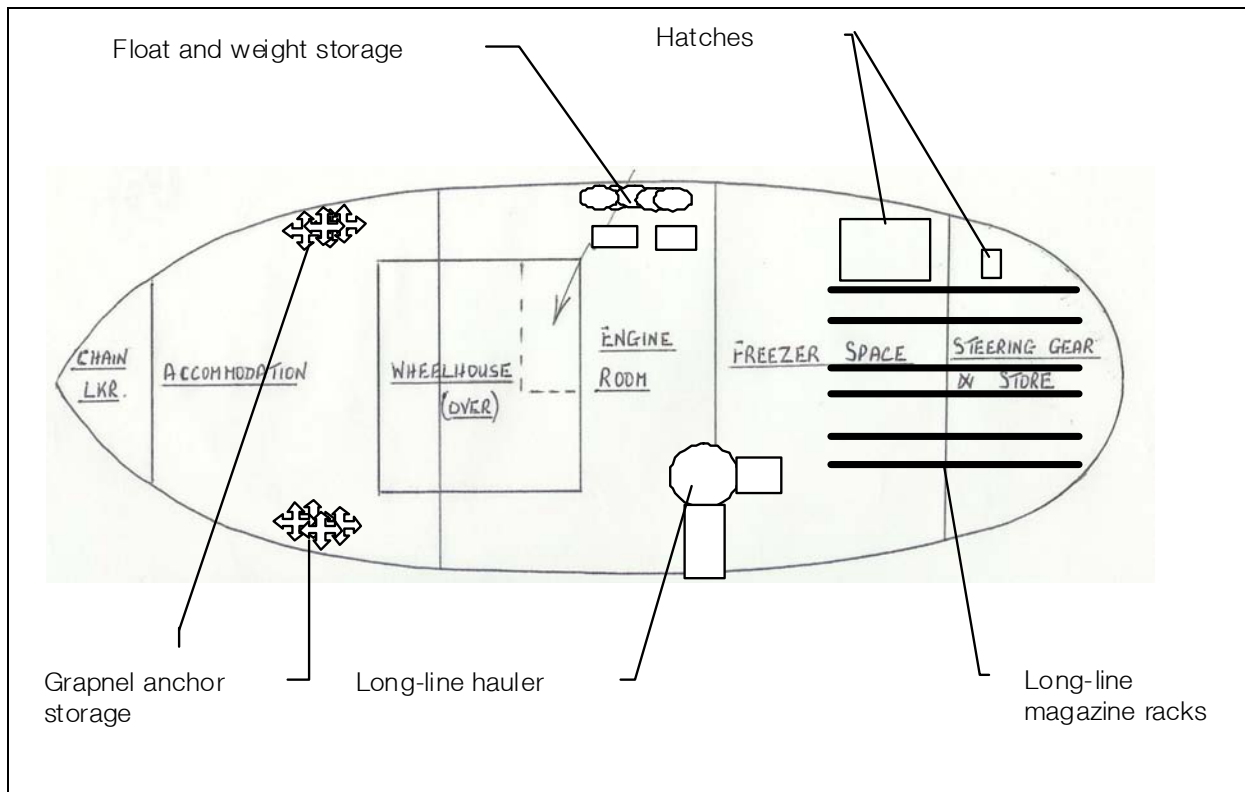 Float and weight storage
Hatches
CHAIN
LKR.
ACCOMMODATION
WHEELHOUSE
(OVER)
ENGINE
ROOM
FREEZER SPACE
STEERING GEAR
& STORE
Grapnel anchor
storage
Long-line hauler
Long-line
magazine racks